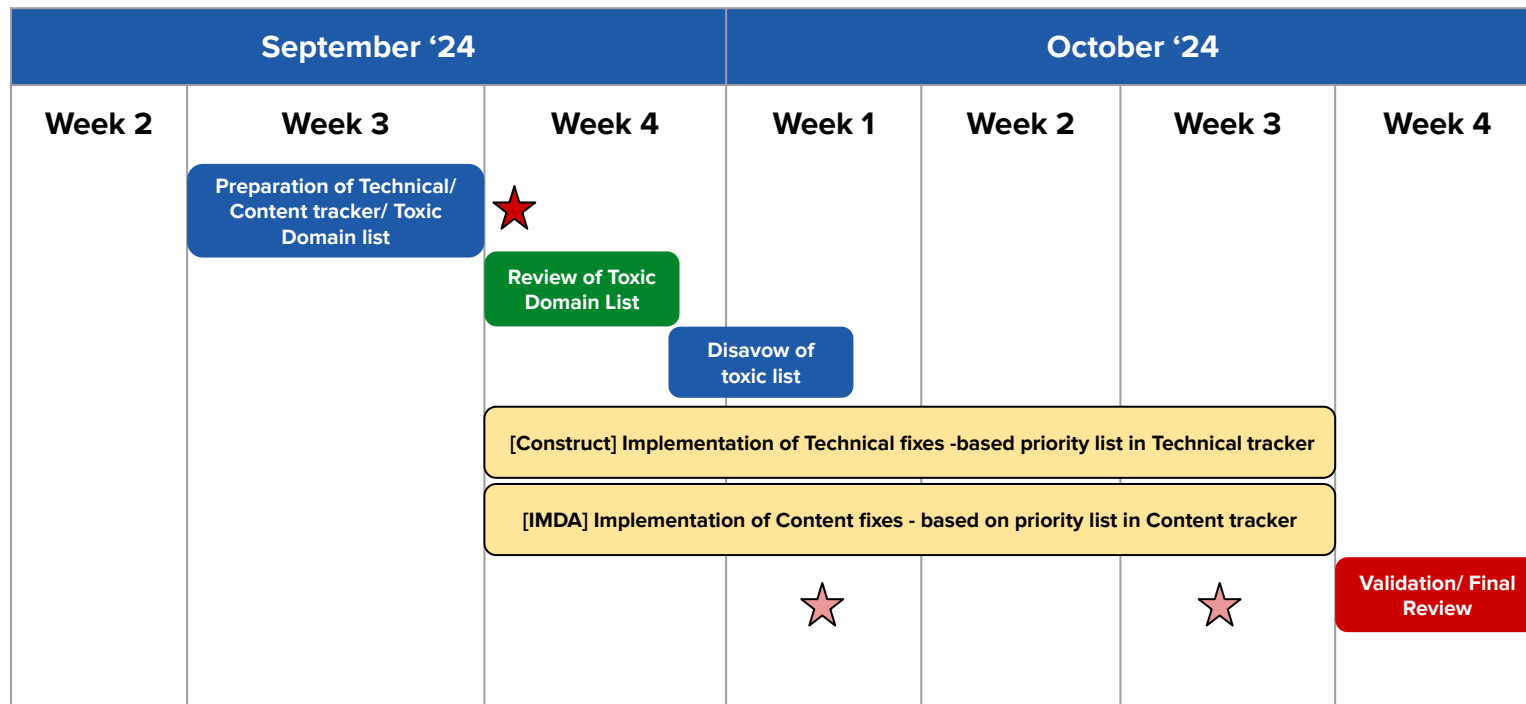 September ‘24
October ‘24
Week 2
Week 3
Week 4
Week 1
Week 2
Week 3
Week 4
Preparation of Technical/
Content tracker/ Toxic
Domain list
Review of Toxic
Domain List
Disavow of
toxic list
[Construct] Implementation of Technical fixes -based priority list in Technical tracker
[IMDA] Implementation of Content fixes - based on priority list in Content tracker
Validation/ Final
Review